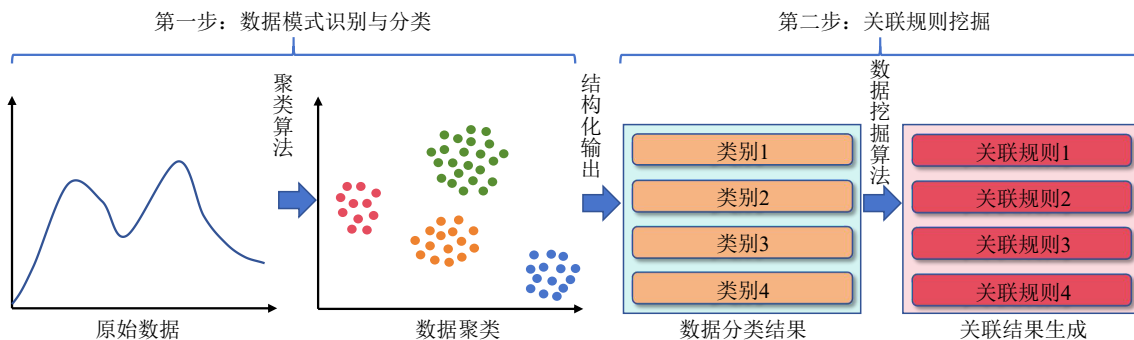 第一步：数据模式识别与分类
第二步：关联规则挖掘
聚类算法
结构化输出
数据挖掘算法
类别1
类别2
类别3
类别4
关联规则1
关联规则2
关联规则3
关联规则4
原始数据
数据聚类
数据分类结果
关联结果生成